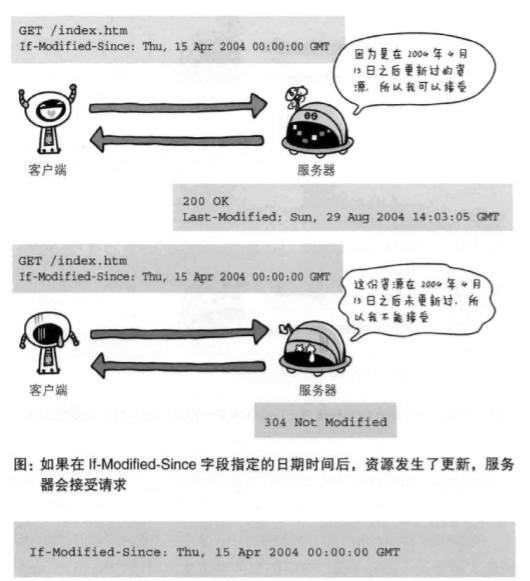 GET /index.htm
If-Modified-Since: Thu, 15 Apr 2004 00:00:00 GMT
因为是在 2004 年 4 月
15 日之后更新过的资
源，所以我可以接受
客户端
服务器
200 OK
Last-Modified: Sun, 29 Aug 2004 14:03:05 GMT
GET /index.htm
If-Modified-Since: Thu, 15 Apr 2004 00:00:00 GMT
这份资源在 2004 年 4 月
15 日之后未更新过，所
以我不能接受
客户端
服务器
304 Not Modified
图：如果在 If-Modified-Since 字段指定的日期时间后，资源发生了更新，服务
器会接受请求
If-Modified-Since: Thu, 15 Apr 2004 00:00:00 GMT